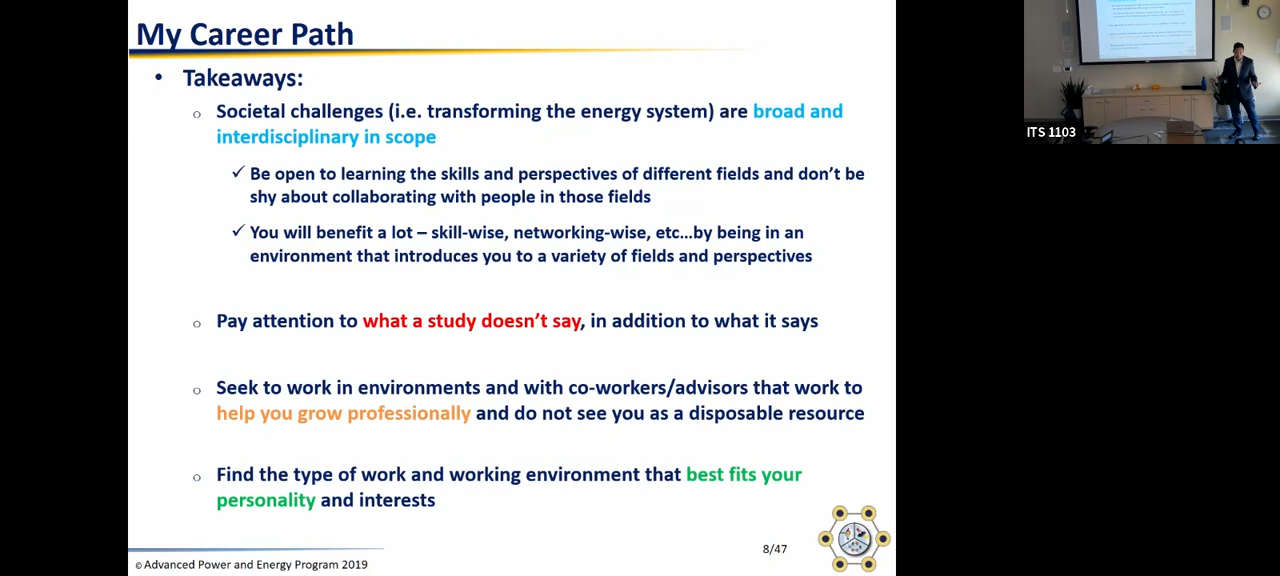 My Career Path
• Takeaways:
o Societal challenges (i.e. transforming the energy system) are broad and
interdisciplinary in scope
✓ Be open to learning the skills and perspectives of different fields and don't be
shy about collaborating with people in those fields
✓ You will benefit a lot – skill-wise, networking-wise, etc...by being in an
environment that introduces you to a variety of fields and perspectives
o Pay attention to what a study doesn't say, in addition to what it says
o Seek to work in environments and with co-workers/advisors that work to
help you grow professionally and do not see you as a disposable resource
o Find the type of work and working environment that best fits your
personality and interests
8/47
© Advanced Power and Energy Program 2019
ITS 1103